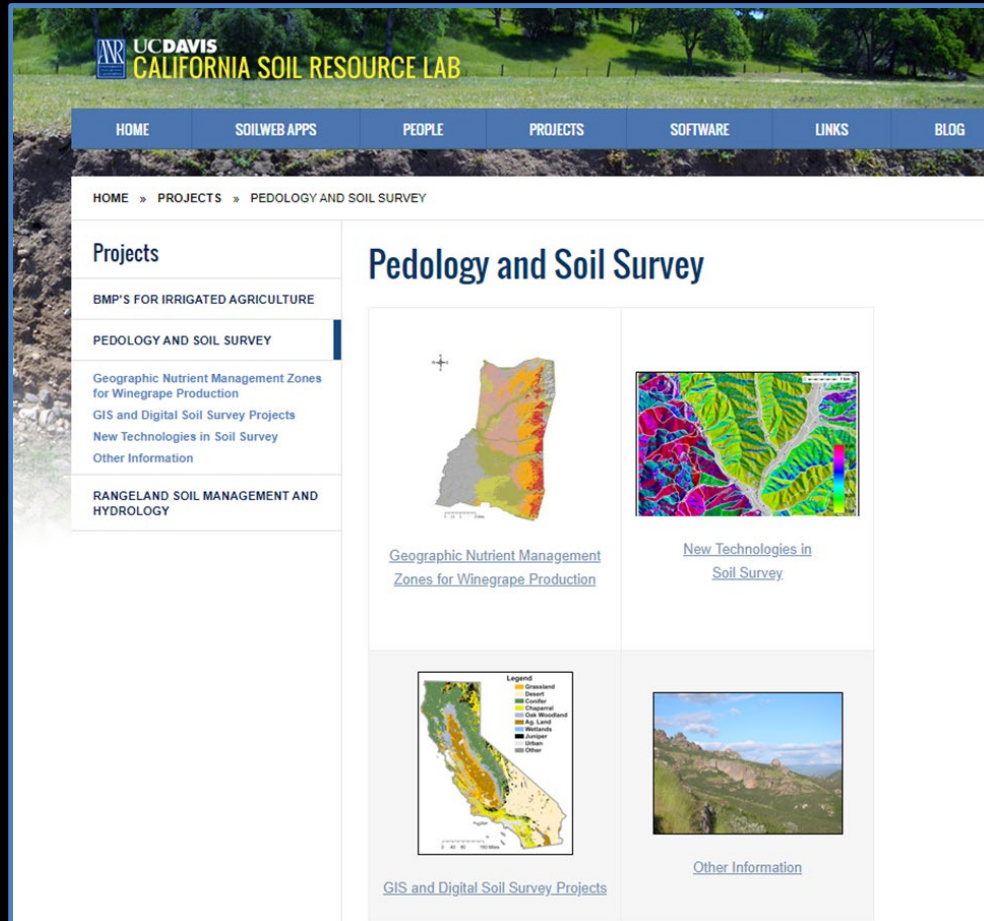 ANR
UCDAVIS
CALIFORNIA SOIL RESOURCE LAB
HOME SOILWEB APPS PEOPLE PROJECTS SOFTWARE LINKS BLOG
HOME » PROJECTS » PEDOLOGY AND SOIL SURVEY
Projects
BMP'S FOR IRRIGATED AGRICULTURE
PEDOLOGY AND SOIL SURVEY
Geographic Nutrient Management Zones
for Winegrape Production
GIS and Digital Soil Survey Projects
New Technologies in Soil Survey
Other Information
RANGELAND SOIL MANAGEMENT AND
HYDROLOGY
Pedology and Soil Survey
Geographic Nutrient Management
Zones for Winegrape Production
New Technologies in
Soil Survey
Legend
Grassland
Desert
Conifer
Chaparral
Oak Woodland
Ag. Land
Wetlands
Juniper
Urban
Other
GIS and Digital Soil Survey Projects
Other Information